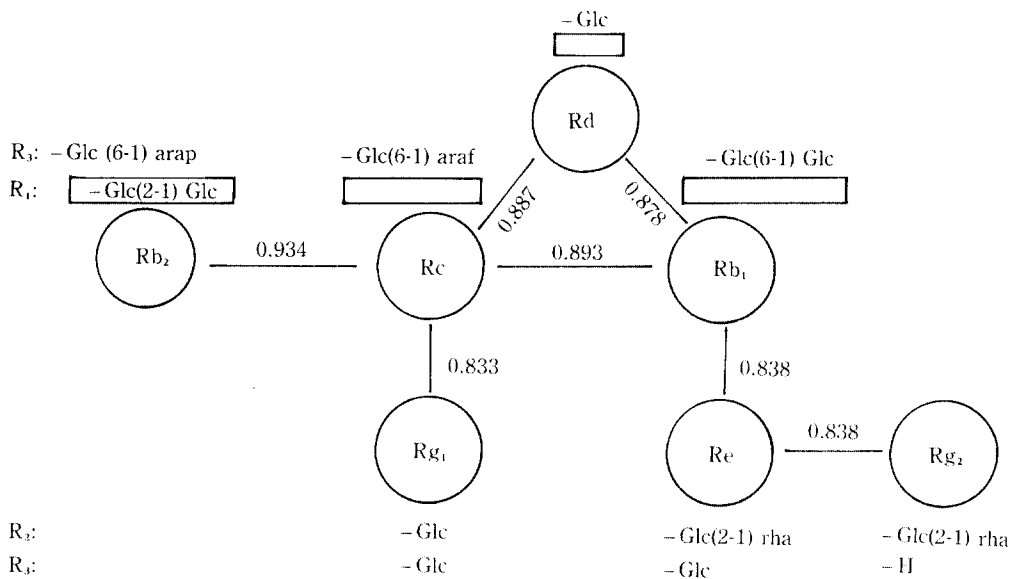 – Glc
Rd
R₃: – Glc (6-1) arap – Glc(6-1) araf – Glc(6-1) Glc
R₁: – Glc(2-1) Glc
0.887 0.878
Rb₂ 0.934 Rc 0.893 Rb₁
0.833 0.838
Rg₁ Re 0.838 Rg₂
R₂: – Glc – Glc(2-1) rha – Glc(2-1) rha
R₃: – Glc – Glc – H